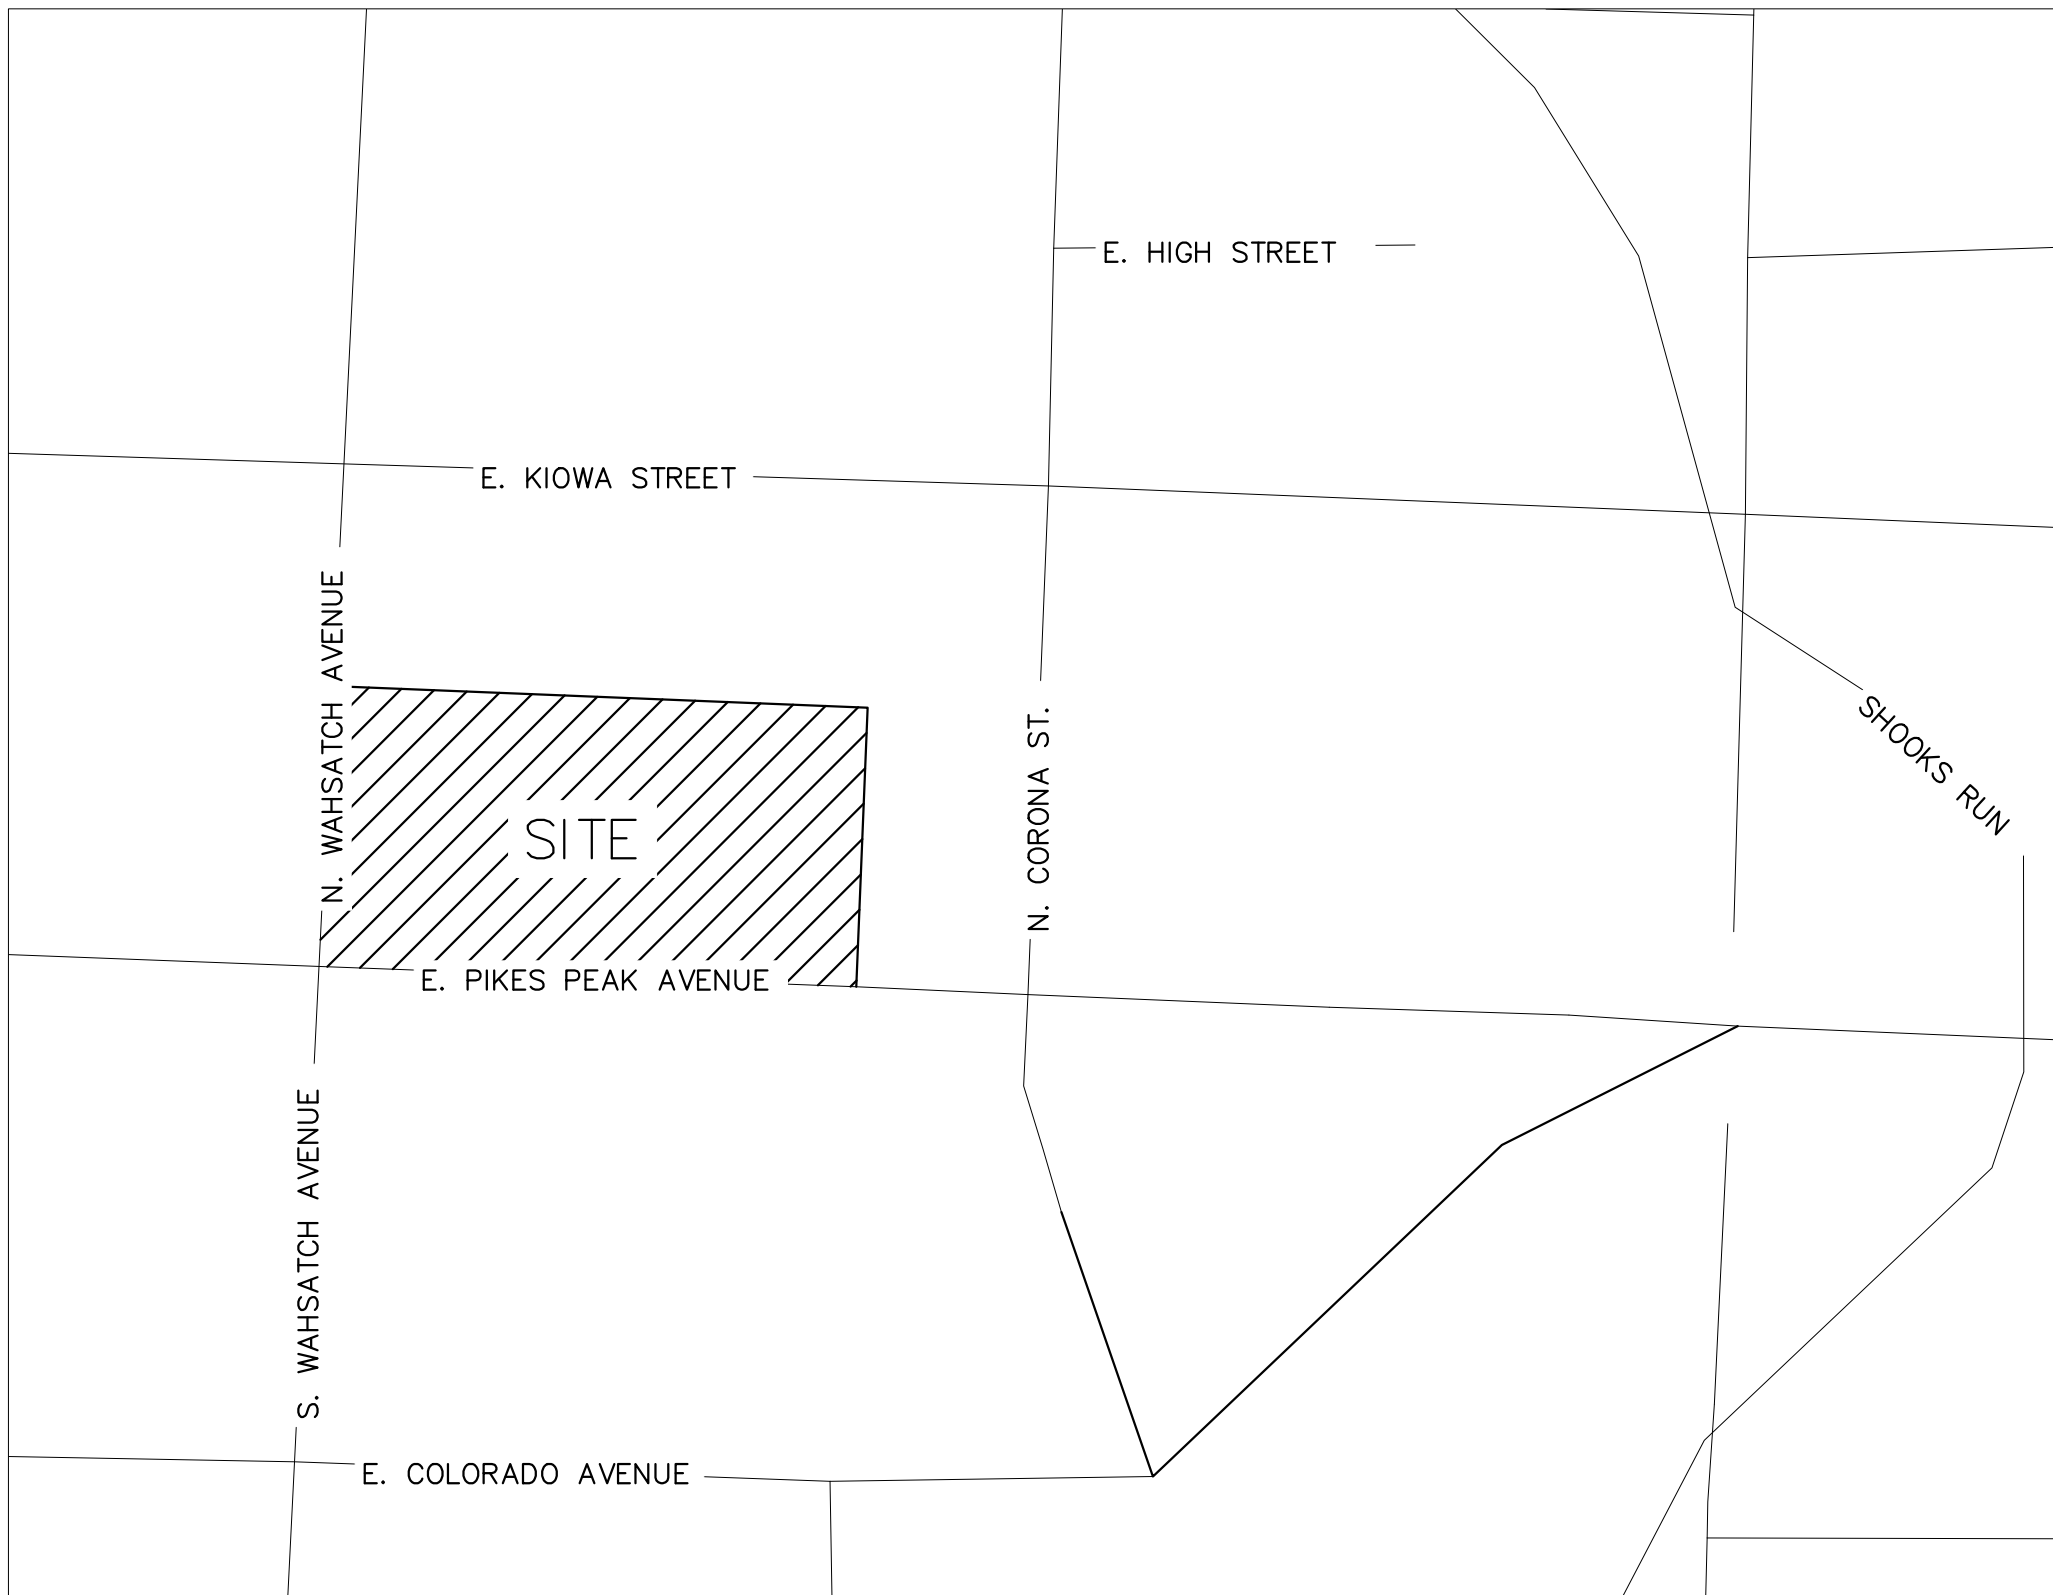 E. HIGH STREET
E. KIOWA STREET
N. WAHSATCH AVENUE
SHOOKS RUN
N. CORONA ST.
SITE
E. PIKES PEAK AVENUE
S. WAHSATCH AVENUE
E. COLORADO AVENUE